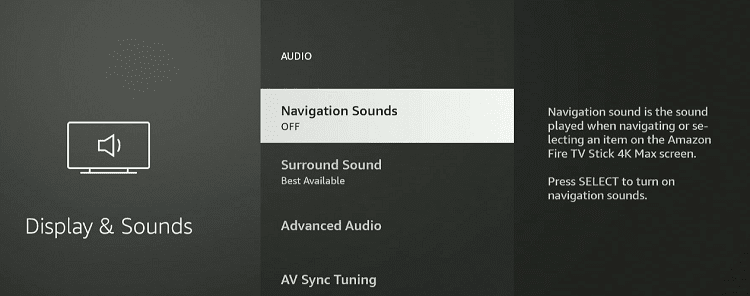 AUDIO
Navigation Sounds
OFF
Surround Sound
Best Available
Advanced Audio
AV Sync Tuning
Display & Sounds
Navigation sound is the sound
played when navigating or se-
lecting an item on the Amazon
Fire TV Stick 4K Max screen.
Press SELECT to turn on
navigation sounds.